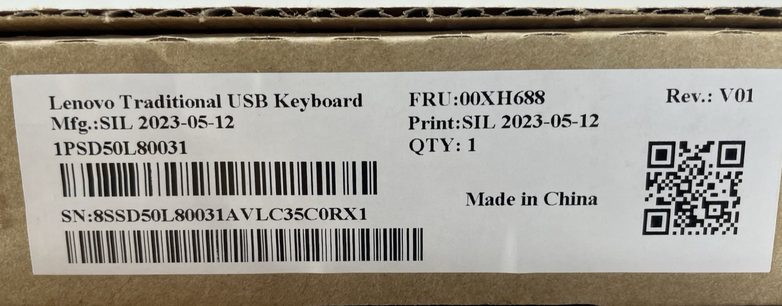 Lenovo Traditional USB Keyboard
Mfg.:SIL 2023-05-12
1PSD50L80031
SN:8SSD50L80031AVLC35C0RX1
FRU:00XH688
Print:SIL 2023-05-12
QTY: 1
Made in China
Rev.: V01